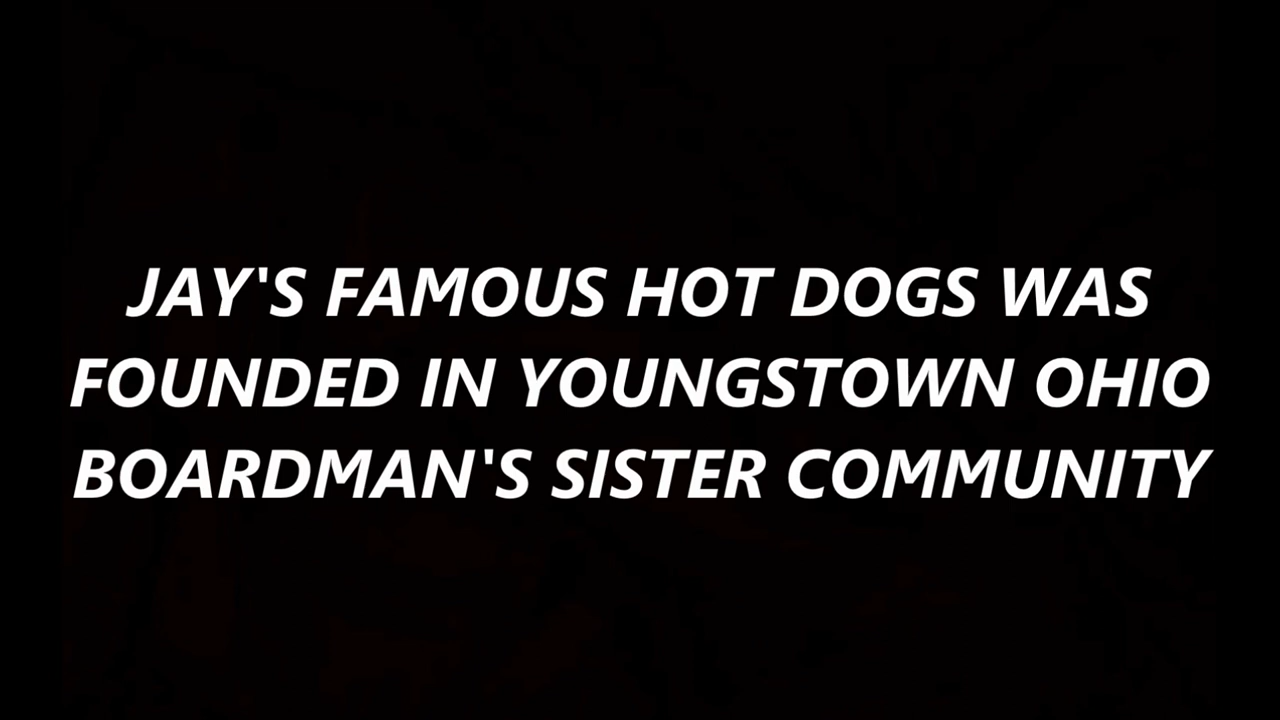 JAY'S FAMOUS HOT DOGS WAS
FOUNDED IN YOUNGSTOWN OHIO
BOARDMAN'S SISTER COMMUNITY